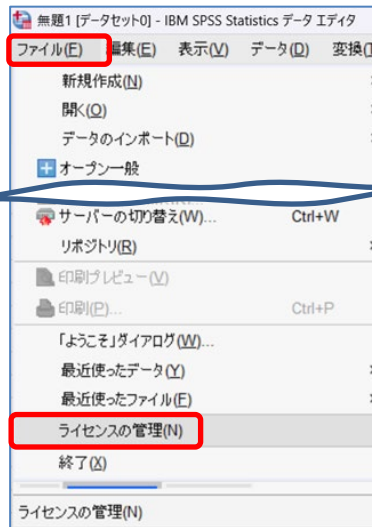 無題1 [データセット0] - IBM SPSS Statistics データ エディタ
ファイル(F) 編集(E) 表示(V) データ(D) 変換(T
新規作成(N)
開く(O)
データのインポート(D)
オープン一般
サーバーの切り替え(W)... Ctrl+W
リポジトリ(R)
印刷プレビュー(V)
印刷(P)... Ctrl+P
「ようこそ」ダイアログ(W)...
最近使ったデータ(Y)
最近使ったファイル(F)
ライセンスの管理(N)
終了(X)
ライセンスの管理(N)